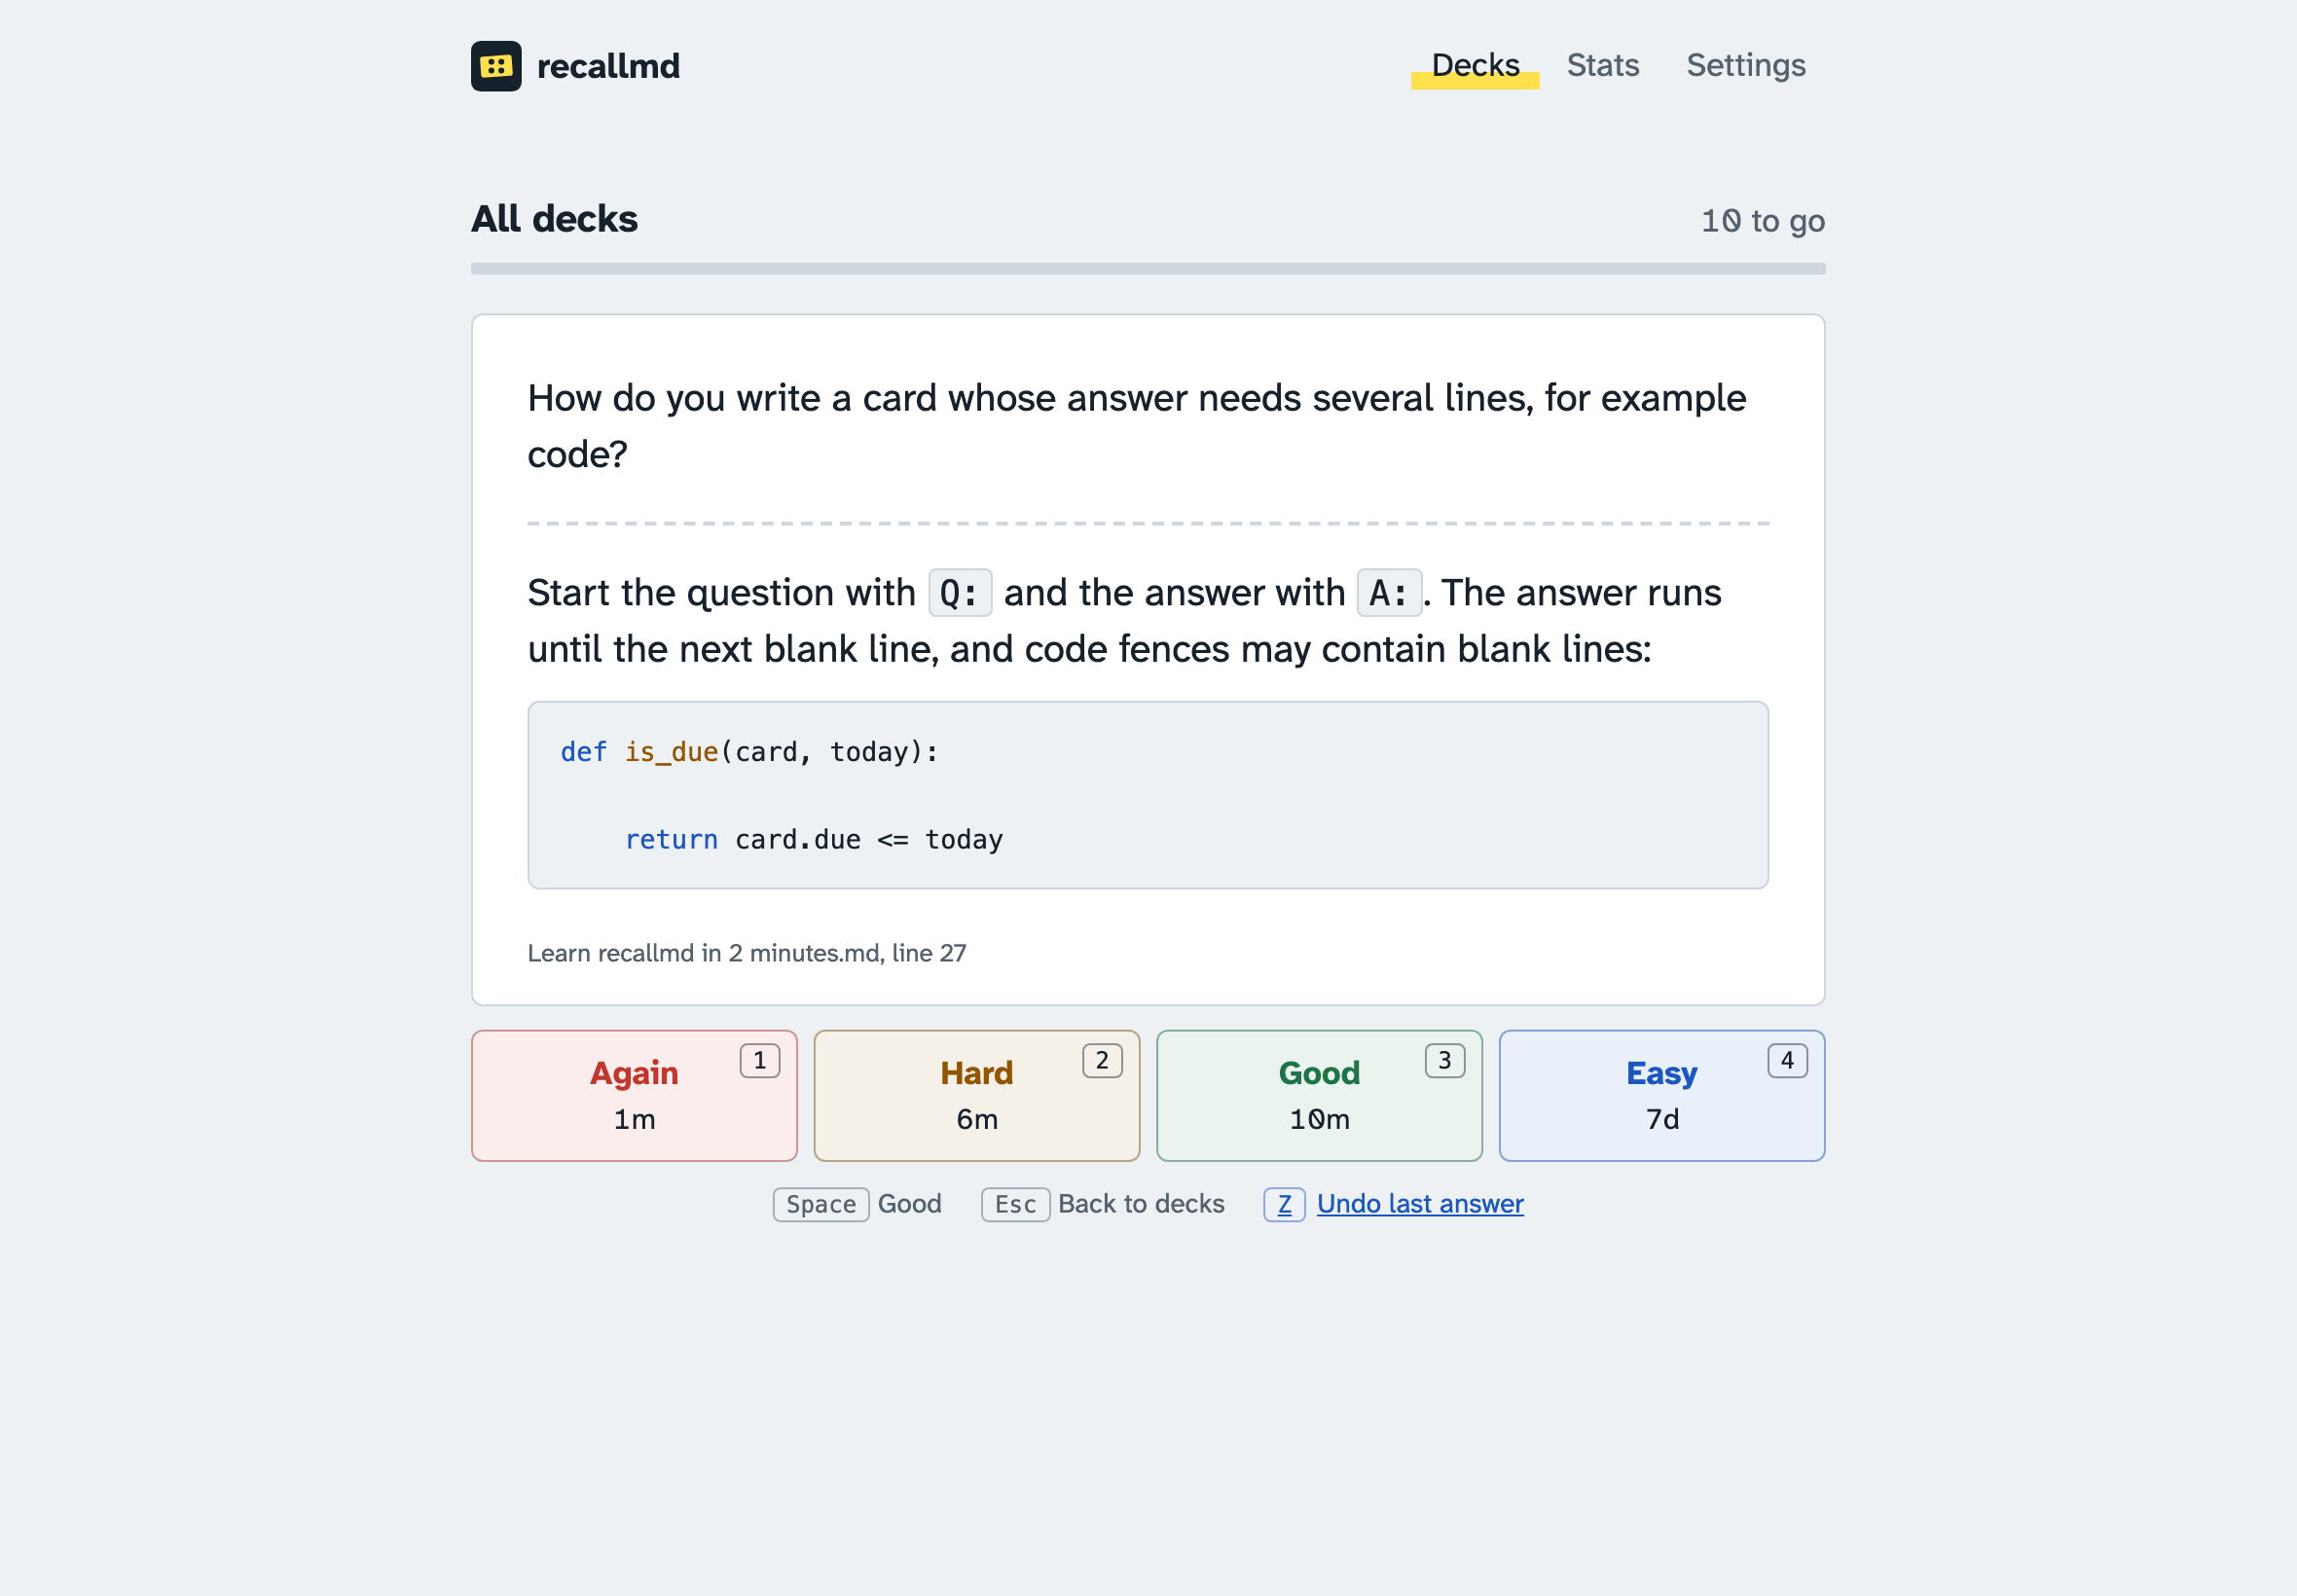 recallmd
Decks Stats Settings
All decks
10 to go
How do you write a card whose answer needs several lines, for example
code?
Start the question with Q: and the answer with A:. The answer runs
until the next blank line, and code fences may contain blank lines:
def is_due(card, today):
    return card.due <= today
Learn recallmd in 2 minutes.md, line 27
Again 1
1m
Hard 2
6m
Good 3
10m
Easy 4
7d
Space Good Esc Back to decks Z Undo last answer